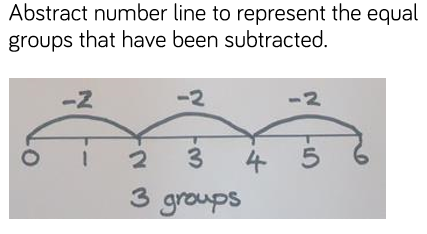 Abstract number line to represent the equal
groups that have been subtracted.
-2 -2 -2
0 1 2 3 4 5 6
3 groups